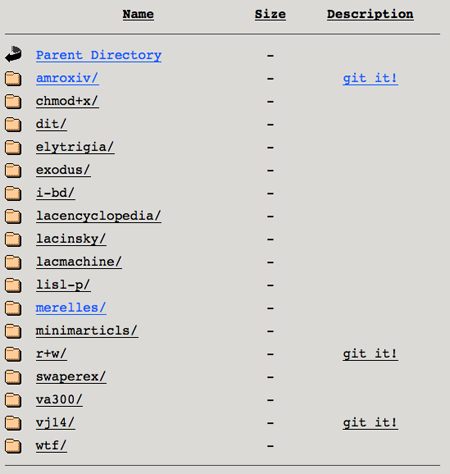 Name Size Description
Parent Directory -
amroxiv/ - git it!
chmod+x/ -
dit/ -
elytrigia/ -
exodus/ -
i-bd/ -
lacencyclopedia/ -
lacinsky/ -
lacmachine/ -
lisl-p/ -
merelles/ -
minimarticls/ -
r+w/ - git it!
swaperex/ -
va300/ -
vj14/ - git it!
wtf/ -